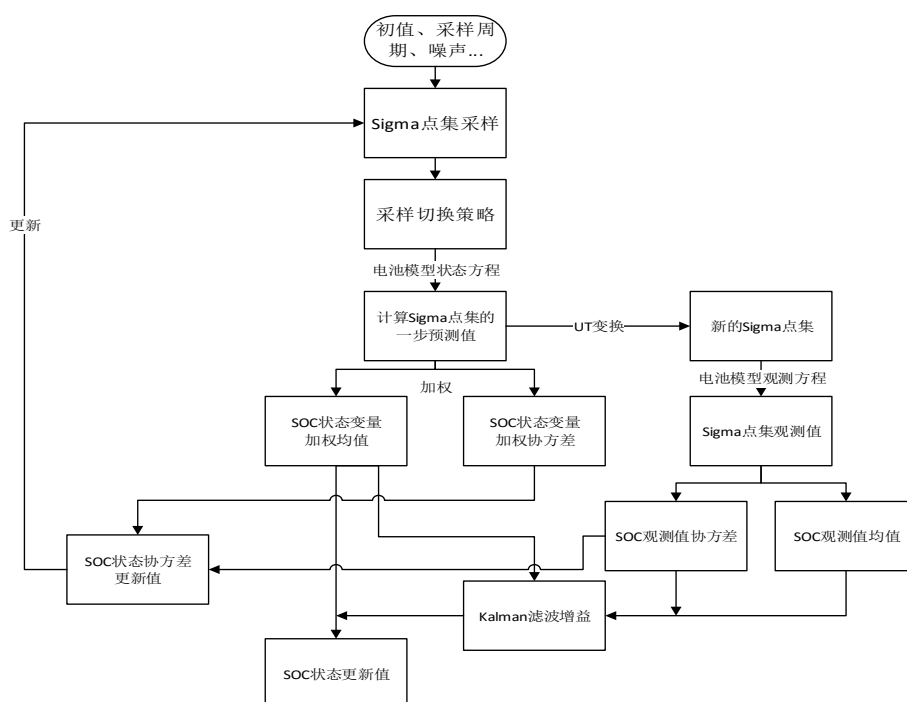 初值、采样周
期、噪声...
Sigma点集采样
采样切换策略
更新
电池模型状态方程
计算Sigma点集的
一步预测值
UT变换
新的Sigma点集
加权
电池模型观测方程
SOC状态变量
加权均值
SOC状态变量
加权协方差
Sigma点集观测值
SOC观测值协方差
SOC观测值均值
SOC状态协方差
更新值
Kalman滤波增益
SOC状态更新值